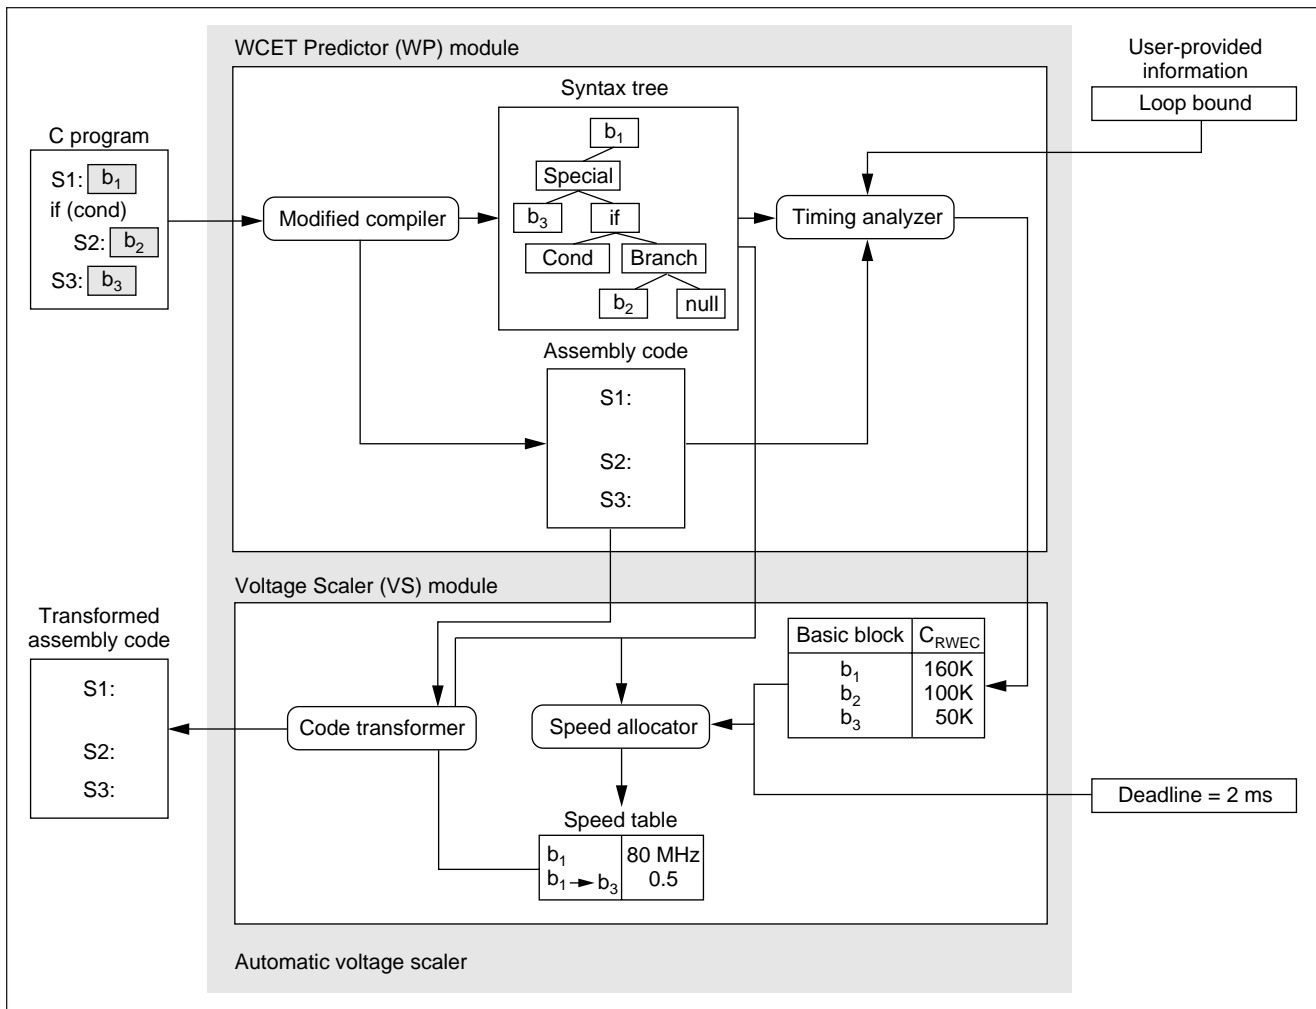 WCET Predictor (WP) module
User-provided
information
Loop bound
C program
S1: b1
if (cond)
S2: b2
S3: b3
Modified compiler
Syntax tree
b1
Special
b3 if
Cond Branch
b2 null
Timing analyzer
Assembly code
S1:
S2:
S3:
Voltage Scaler (VS) module
Transformed
assembly code
S1:
S2:
S3:
Code transformer
Speed allocator
Basic block CRWEC
b1 160K
b2 100K
b3 50K
Deadline = 2 ms
Speed table
b1 80 MHz
b1 → b3 0.5
Automatic voltage scaler